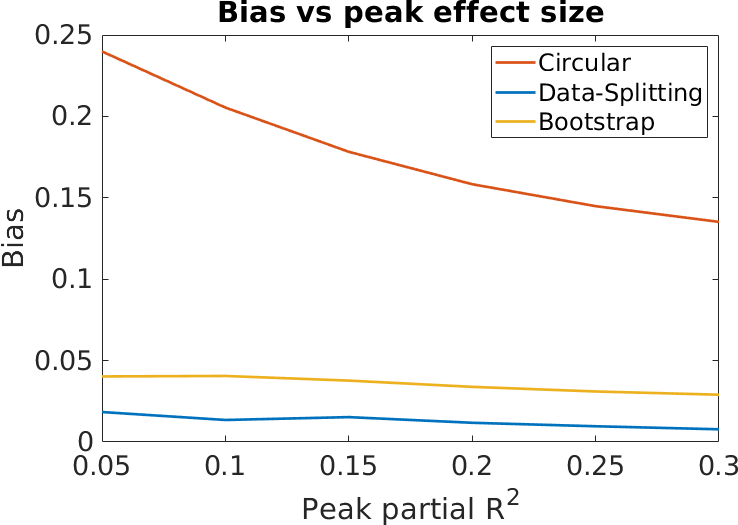 Bias vs peak effect size
0.25
0.2
0.15
0.1
0.05
0
Bias
Circular
Data-Splitting
Bootstrap
0.05 0.1 0.15 0.2 0.25 0.3
Peak partial R²